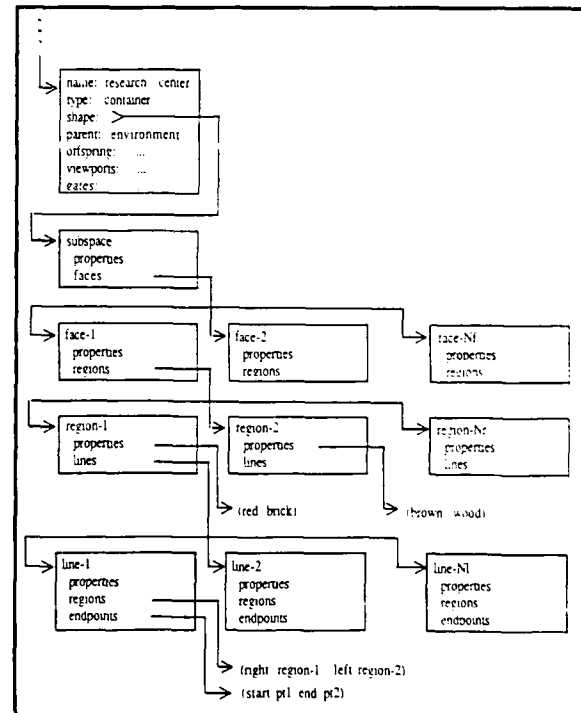 name: research center
type: container
shape:
parent: environment
offspring: ...
viewports: ...
gates: ...
subspace
properties
faces
face-1
properties
regions
face-2
properties
regions
face-Nf
properties
regions
region-1
properties
lines
region-2
properties
lines
region-Nr
properties
lines
(red brick)
(brown wood)
line-1
properties
regions
endpoints
line-2
properties
regions
endpoints
line-Nl
properties
regions
endpoints
(right region-1 left region-2)
(start pt1 end pt2)